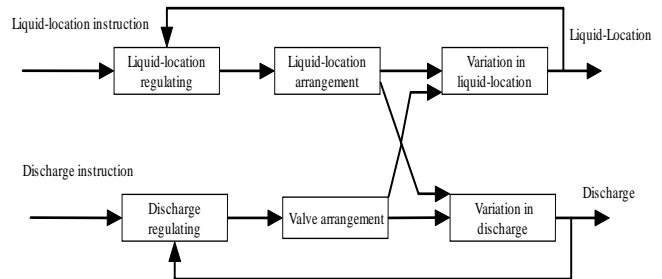 Liquid-location instruction
Liquid-Location
Liquid-location
regulating
Liquid-location
arrangement
Variation in
liquid-location
Discharge instruction
Discharge
Discharge
regulating
Valve arrangement
Variation in
discharge